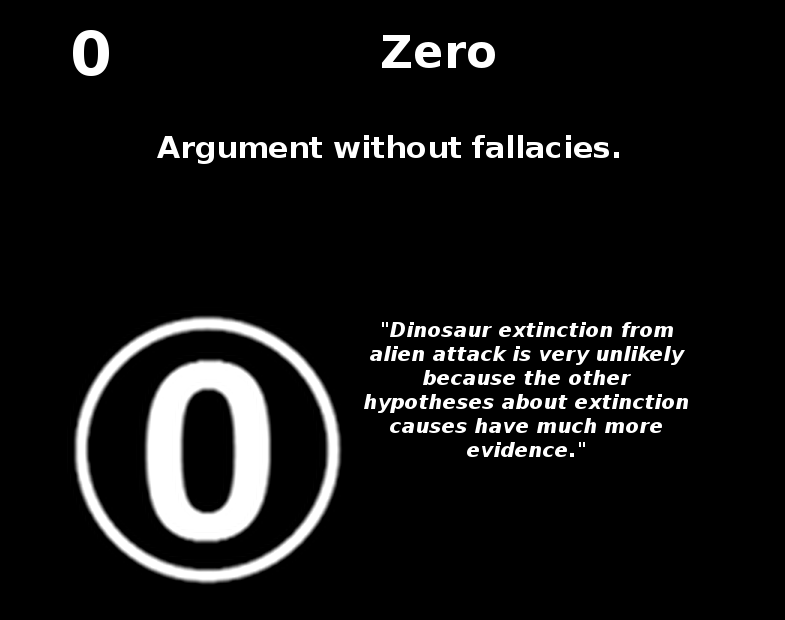 0 Zero
Argument without fallacies.
"Dinosaur extinction from
alien attack is very unlikely
because the other
hypotheses about extinction
causes have much more
evidence."
0